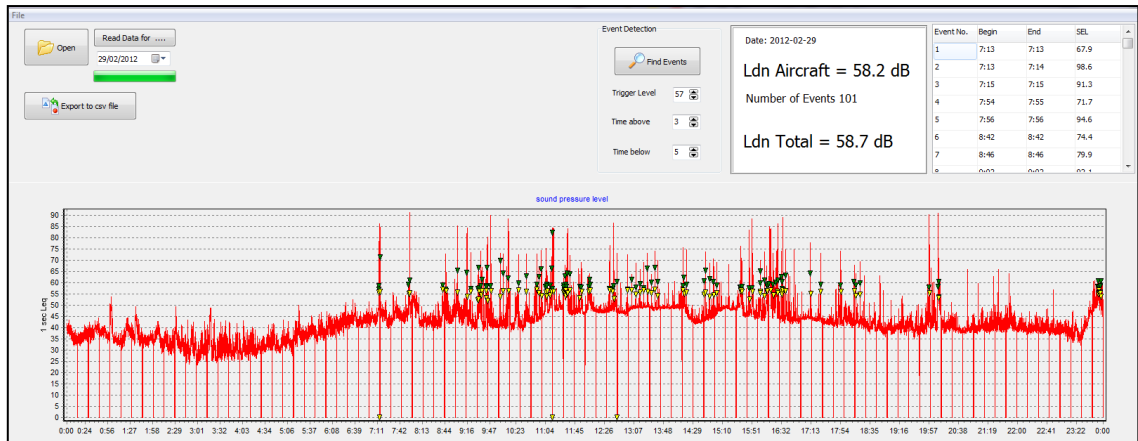 File
Open
Read Data for ....
29/02/2012
Export to csv file
Event Detection
Find Events
Trigger Level 57
Time above 3
Time below 5
Date: 2012-02-29
Ldn Aircraft = 58.2 dB
Number of Events 101
Ldn Total = 58.7 dB
Event No. Begin End SEL
1 7:13 7:13 67.9
2 7:13 7:14 98.6
3 7:15 7:15 91.3
4 7:54 7:55 71.7
5 7:56 7:56 94.6
6 8:42 8:42 74.4
7 8:46 8:46 79.9
sound pressure level
1 sec Leq
90
85
80
75
70
65
60
55
50
45
40
35
30
25
20
15
10
5
0
0:00 0:24 0:56 1:27 1:58 2:29 3:01 3:32 4:03 4:34 5:06 5:37 6:08 6:39 7:11 7:42 8:13 8:44 9:16 9:47 10:23 11:04 11:45 12:26 13:07 13:48 14:29 15:10 15:51 16:32 17:13 17:54 18:35 19:16 19:57 20:38 21:19 22:00 22:41 23:22 0:00